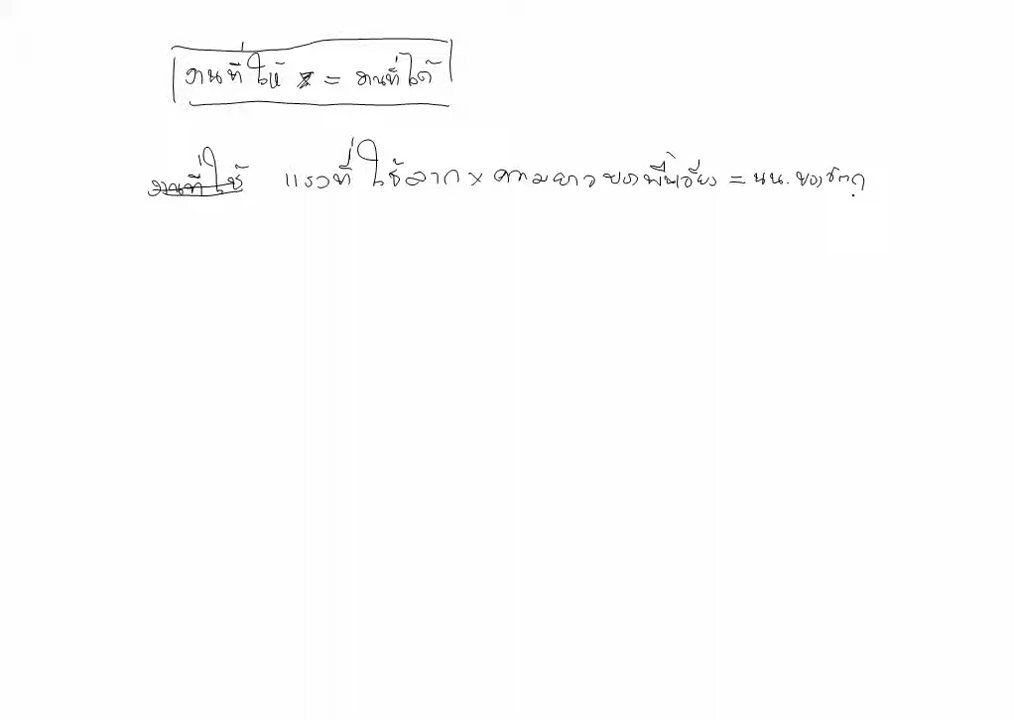 งานที่ให้ = งานที่ได้
งานที่ใช้ แรงที่ใช้ลาก × ความยาวของพื้นเอียง = นน. ของวัตถุ